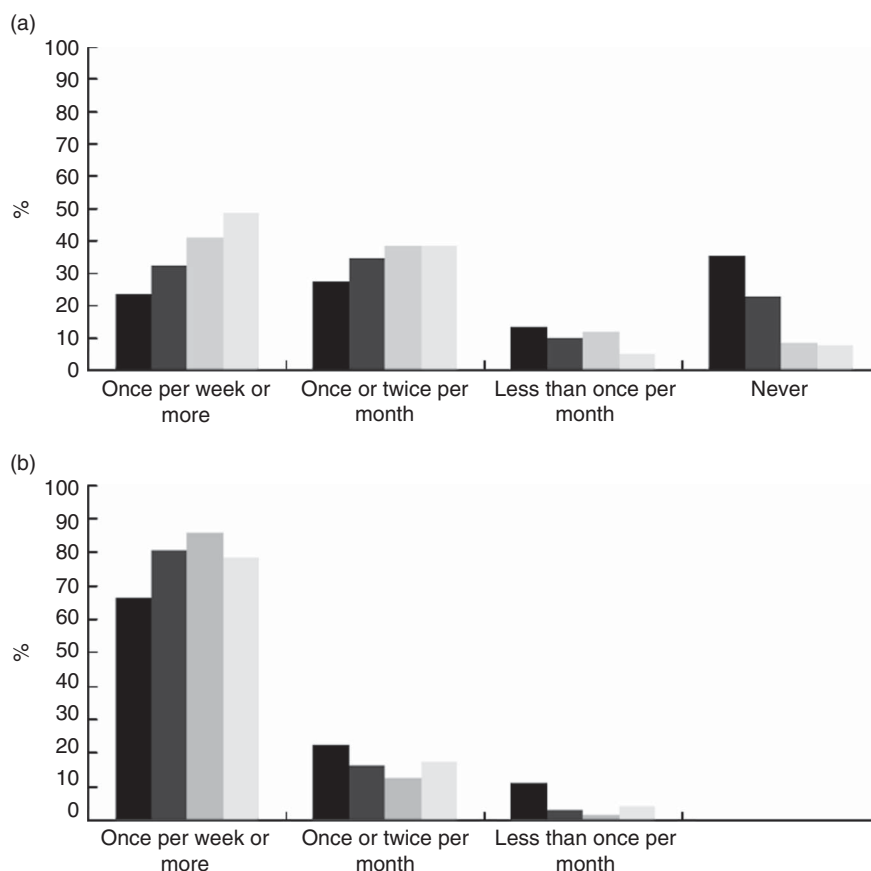 (a)
100
90
80
70
60
50
40
30
20
10
0
%
Once per week or
more
Once or twice per
month
Less than once per
month
Never
(b)
100
90
80
70
60
50
40
30
20
10
0
%
Once per week or
more
Once or twice per
month
Less than once per
month